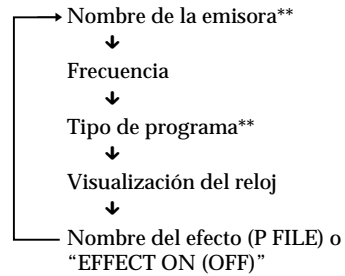 Nombre de la emisora**
Frecuencia
Tipo de programa**
Visualización del reloj
Nombre del efecto (P FILE) o
“EFFECT ON (OFF)”